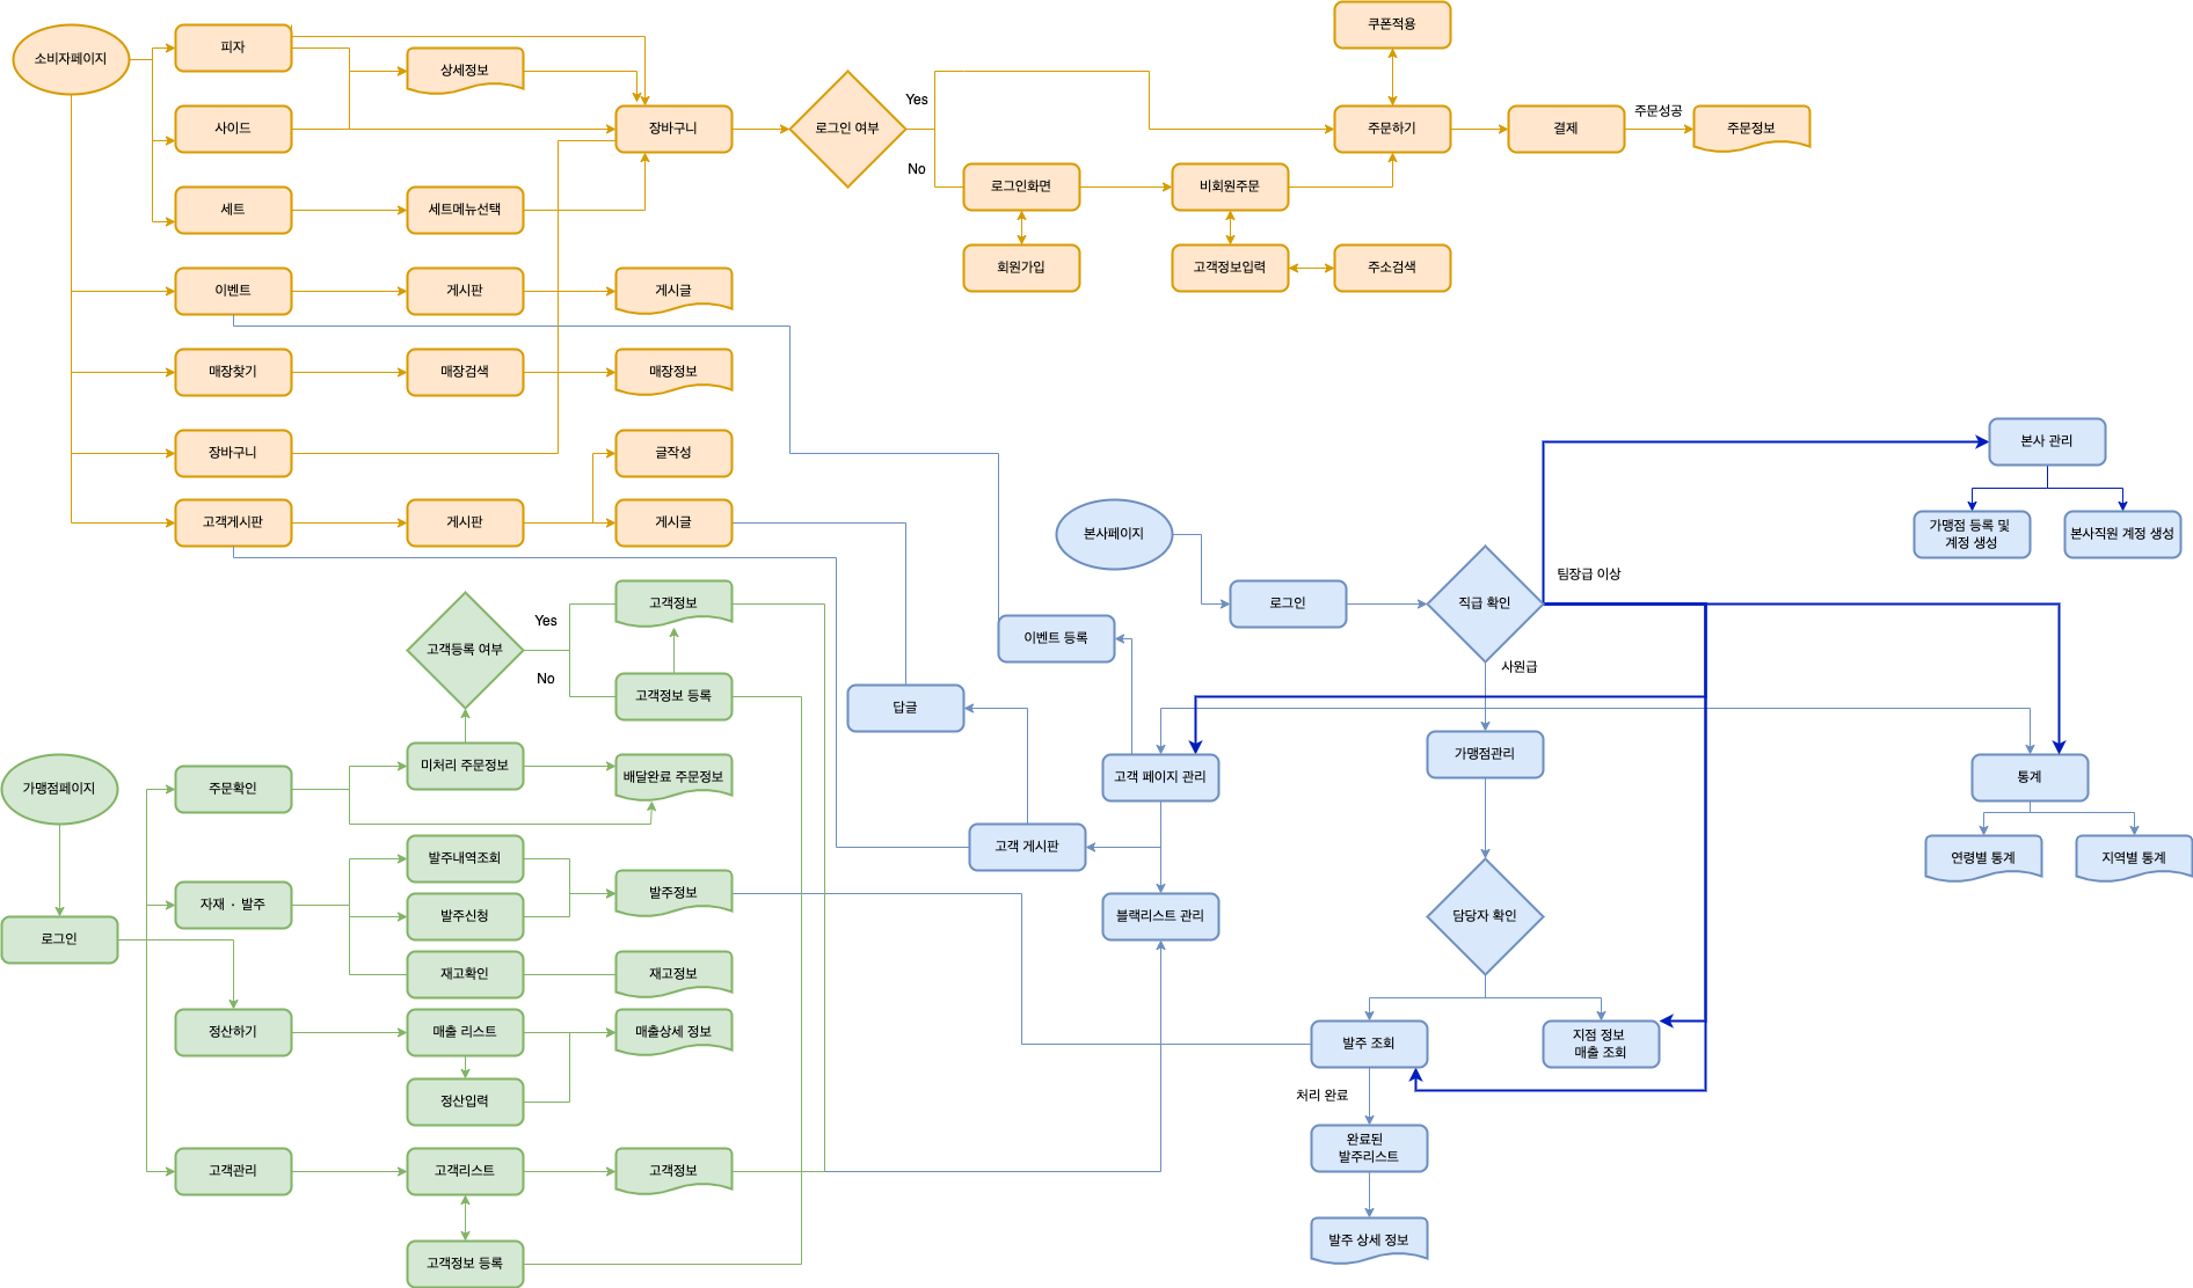 소비자페이지
피자
상세정보
사이드
세트
세트메뉴선택
장바구니
로그인 여부
Yes
No
쿠폰적용
주문하기
결제
주문성공
주문정보
로그인화면
비회원주문
회원가입
고객정보입력
주소검색
이벤트
게시판
게시글
매장찾기
매장검색
매장정보
장바구니
글작성
고객게시판
게시판
게시글
본사페이지
로그인
직급 확인
팀장급 이상
사원급
본사 관리
가맹점 등록 및
계정 생성
본사직원 계정 생성
이벤트 등록
답글
고객 페이지 관리
고객 게시판
블랙리스트 관리
가맹점관리
담당자 확인
통계
연령별 통계
지역별 통계
발주 조회
지점 정보
매출 조회
처리 완료
완료된
발주리스트
발주 상세 정보
가맹점페이지
로그인
고객등록 여부
Yes
No
고객정보
고객정보 등록
주문확인
미처리 주문정보
배달완료 주문정보
자재 · 발주
발주내역조회
발주신청
발주정보
재고확인
재고정보
정산하기
매출 리스트
매출상세 정보
정산입력
고객관리
고객리스트
고객정보
고객정보 등록